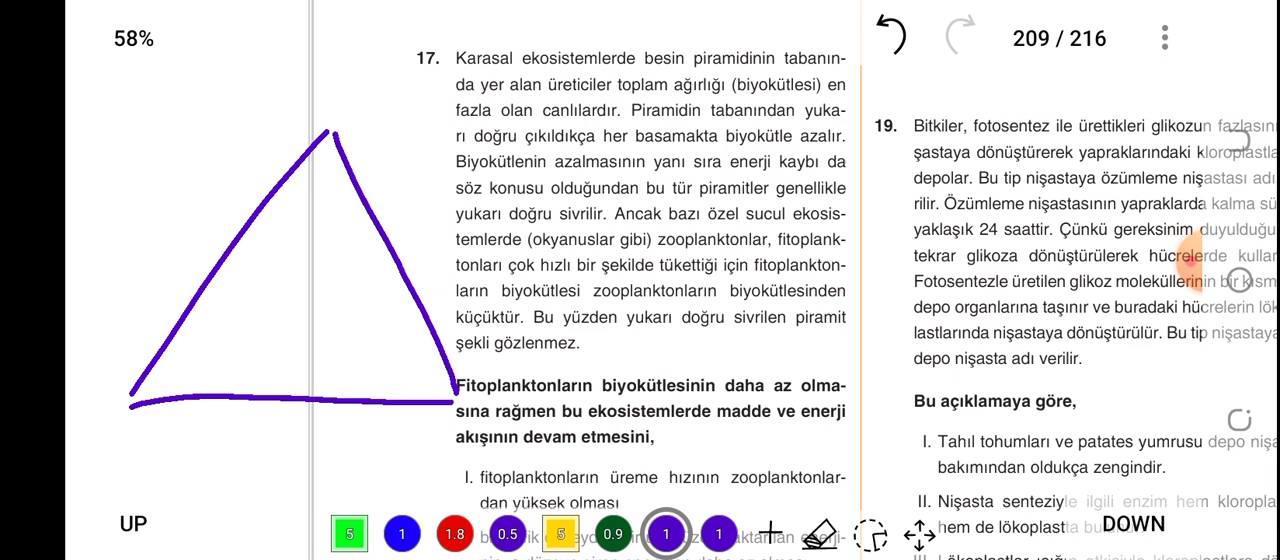 58%
209 / 216
17. Karasal ekosistemlerde besin piramidinin tabanın-
da yer alan üreticiler toplam ağırlığı (biyokütlesi) en
fazla olan canlılardır. Piramidin tabanından yuka-
rı doğru çıkıldıkça her basamakta biyokütle azalır.
Biyokütlenin azalmasının yanı sıra enerji kaybı da
söz konusu olduğundan bu tür piramitler genellikle
yukarı doğru sivrilir. Ancak bazı özel sucul ekosis-
temlerde (okyanuslar gibi) zooplanktonlar, fitoplank-
tonları çok hızlı bir şekilde tükettiği için fitoplankton-
ların biyokütlesi zooplanktonların biyokütlesinden
küçüktür. Bu yüzden yukarı doğru sivrilen piramit
şekli gözlenmez.
Fitoplanktonların biyokütlesinin daha az olma-
sına rağmen bu ekosistemlerde madde ve enerji
akışının devam etmesini,
I. fitoplanktonların üreme hızının zooplanktonlar-
dan yüksek olması
19. Bitkiler, fotosentez ile ürettikleri glikozun fazlasın
şastaya dönüştürerek yapraklarındaki kloroplastla
depolar. Bu tip nişastaya özümleme nişastası adı
rilir. Özümleme nişastasının yapraklarda kalma sü
yaklaşık 24 saattir. Çünkü gereksinim duyulduğu
tekrar glikoza dönüştürülerek hücrelerde kullar
Fotosentezle üretilen glikoz moleküllerinin bir kısm
depo organlarına taşınır ve buradaki hücrelerin lök
lastlarında nişastaya dönüştürülür. Bu tip nişastaya
depo nişasta adı verilir.
Bu açıklamaya göre,
I. Tahıl tohumları ve patates yumrusu depo nişa
bakımından oldukça zengindir.
II. Nişasta senteziyle ilgili enzim hem kloropla
hem de lökoplastta bu
UP
DOWN
5 1 1.8 0.5 5 0.9 1 1